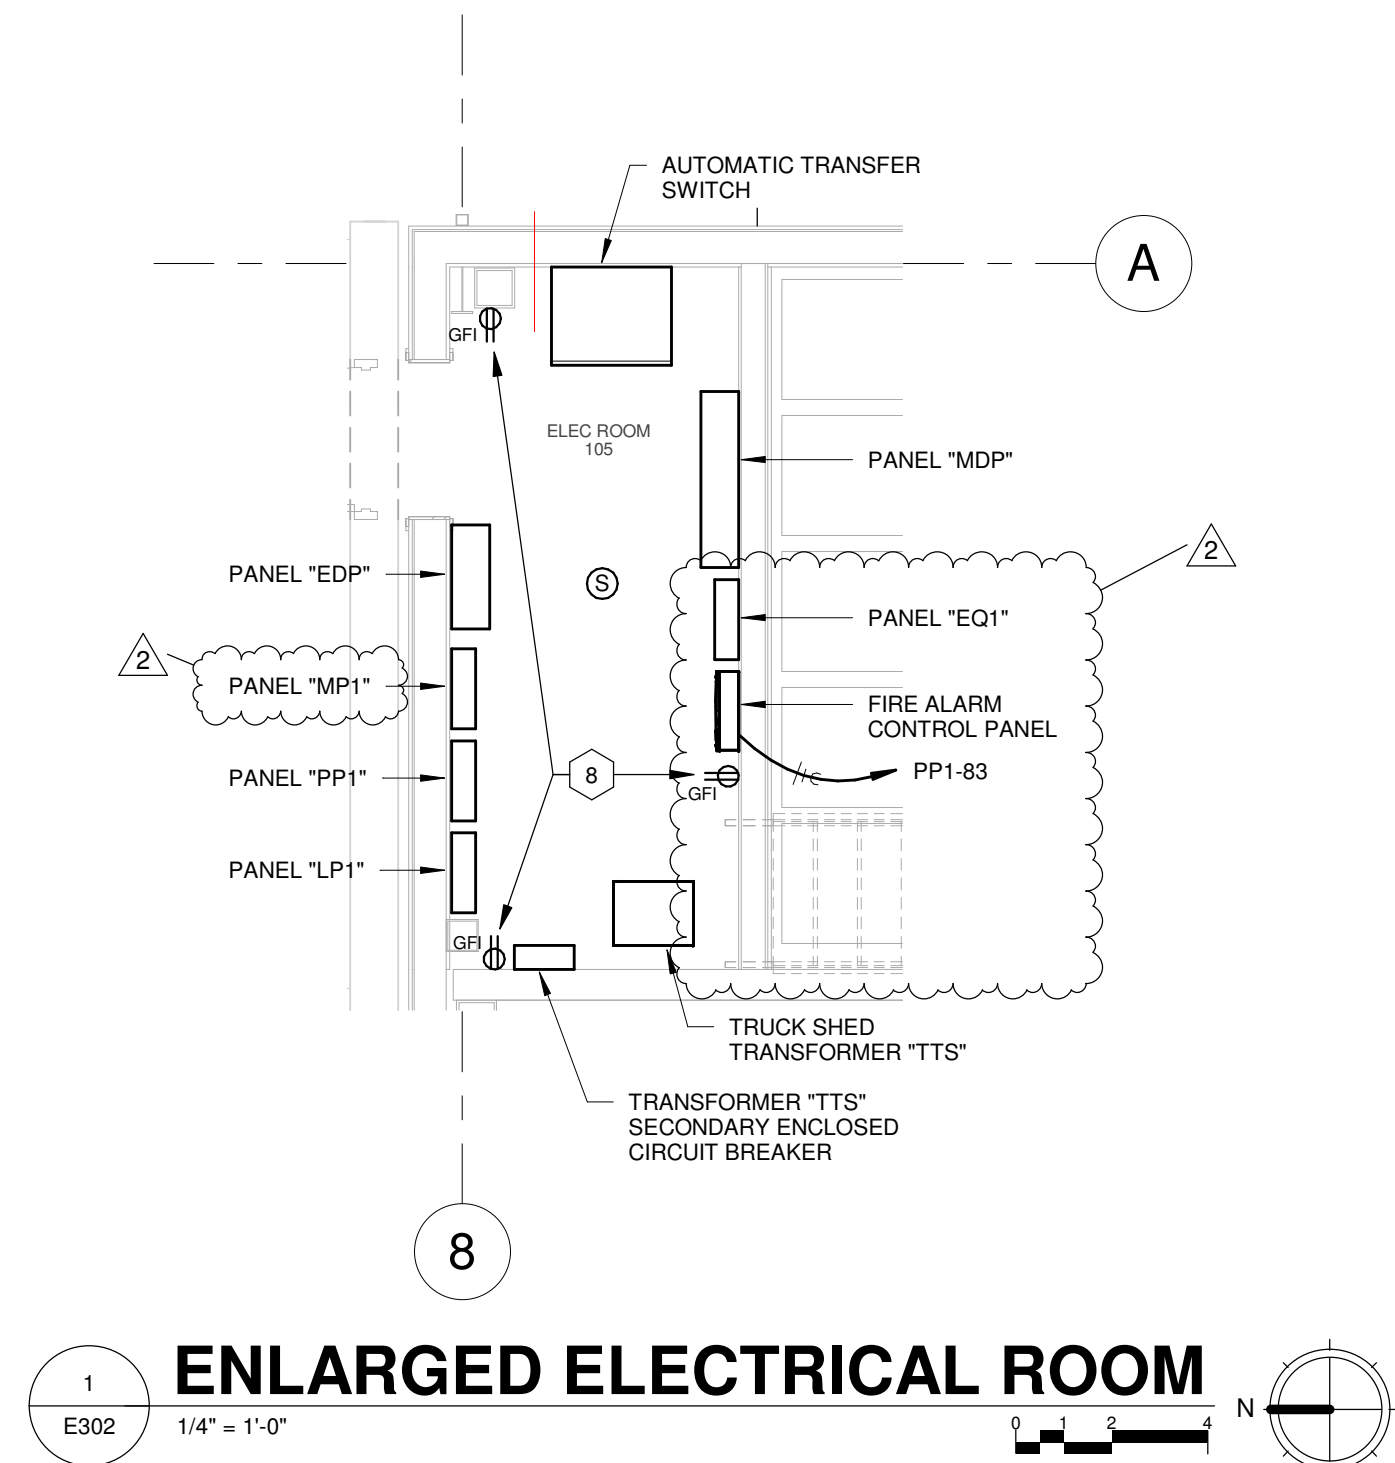 AUTOMATIC TRANSFER
SWITCH
A
GFI
ELEC ROOM
105
PANEL "MDP"
2
PANEL "EDP"
S
PANEL "EQ1"
2
PANEL "MP1"
FIRE ALARM
CONTROL PANEL
PANEL "PP1"
8
PP1-83
GFI
PANEL "LP1"
GFI
TRUCK SHED
TRANSFORMER "TTS"
TRANSFORMER "TTS"
SECONDARY ENCLOSED
CIRCUIT BREAKER
8
1
E302
ENLARGED ELECTRICAL ROOM
1/4" = 1'-0"
0 1 2 4
N